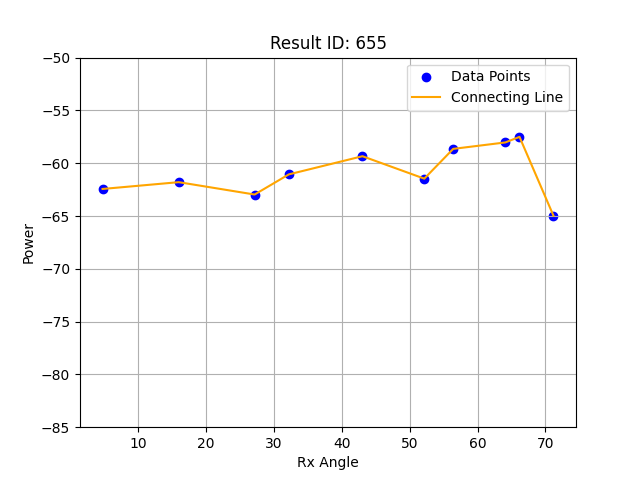 Result ID: 655
Data Points
Connecting Line
−50
−55
−60
−65
−70
−75
−80
−85
Power
10 20 30 40 50 60 70
Rx Angle